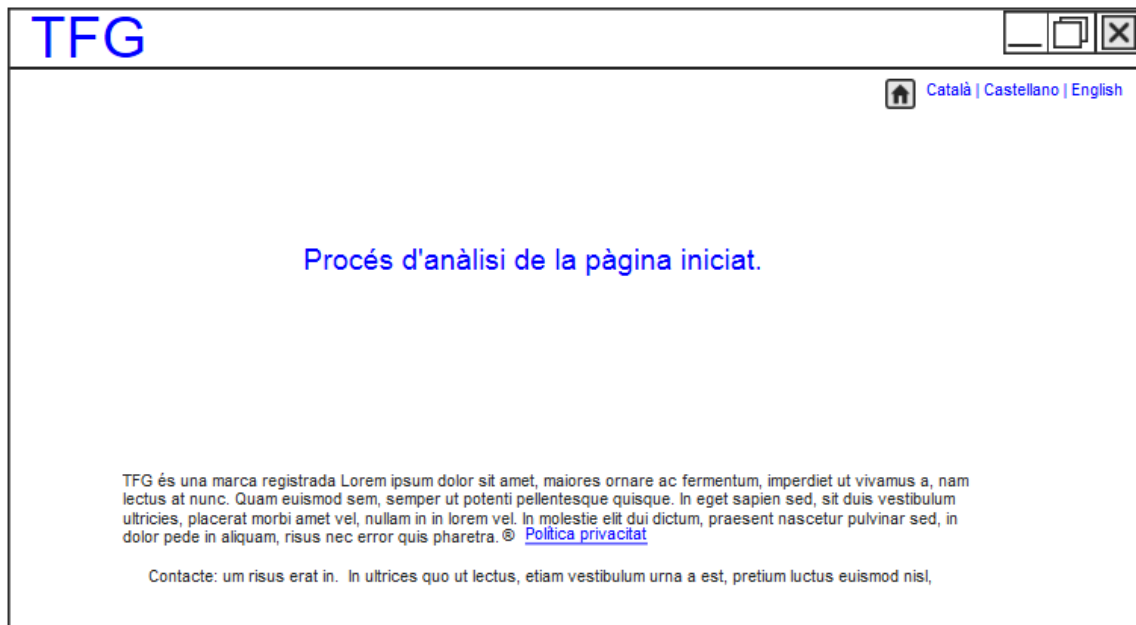 TFG
Català | Castellano | English
Procés d'anàlisi de la pàgina iniciat.
TFG és una marca registrada Lorem ipsum dolor sit amet, maiores ornare ac fermentum, imperdiet ut vivamus a, nam
lectus at nunc. Quam euismod sem, semper ut potenti pellentesque quisque. In eget sapien sed, sit duis vestibulum
ultricies, placerat morbi amet vel, nullam in in lorem vel. In molestie elit dui dictum, praesent nascetur pulvinar sed, in
dolor pede in aliquam, risus nec error quis pharetra. ® Política privacitat
Contacte: um risus erat in. In ultrices quo ut lectus, etiam vestibulum urna a est, pretium luctus euismod nisl,